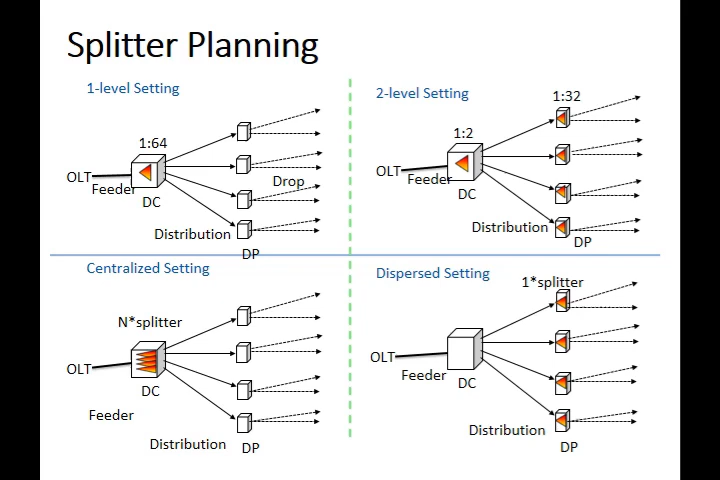 Splitter Planning
1-level Setting
1:64
OLT
Feeder
DC
Drop
Distribution
DP
2-level Setting
1:32
1:2
OLT
Feeder
DC
Distribution
DP
Centralized Setting
N*splitter
OLT
DC
Feeder
Distribution
DP
Dispersed Setting
1*splitter
OLT
Feeder
DC
Distribution
DP